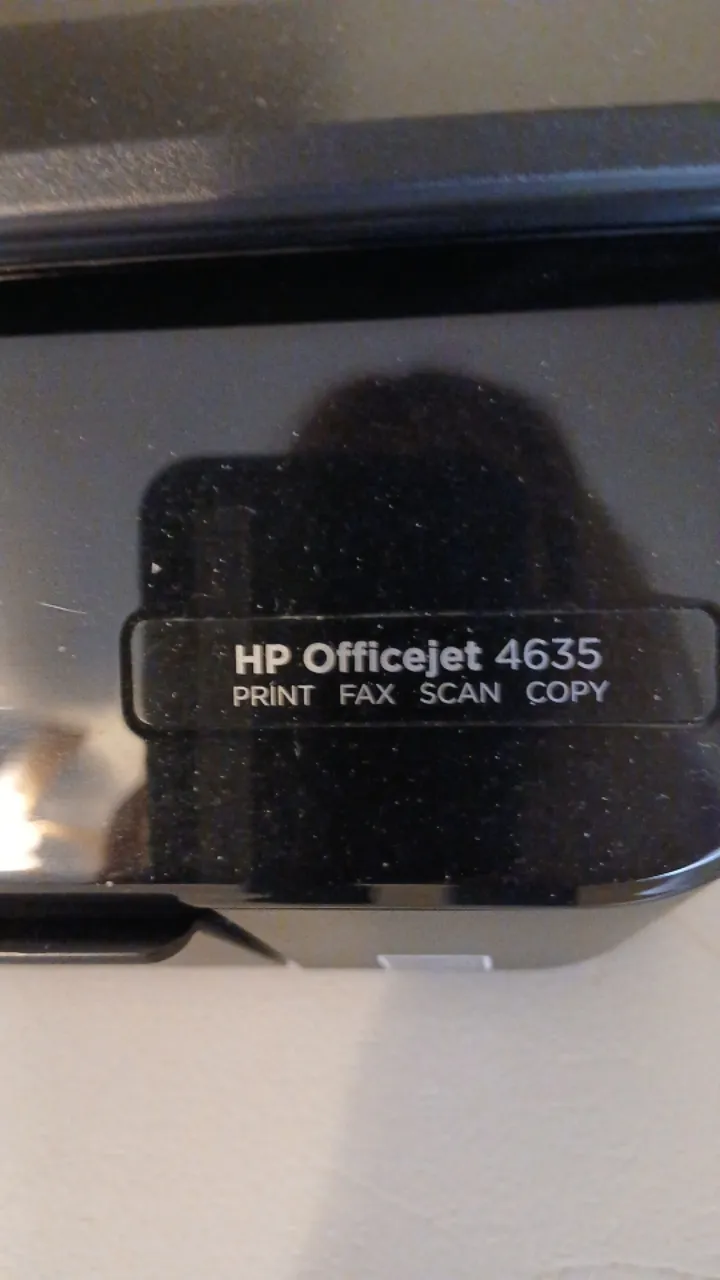 HP Officejet 4635
PRINT FAX SCAN COPY